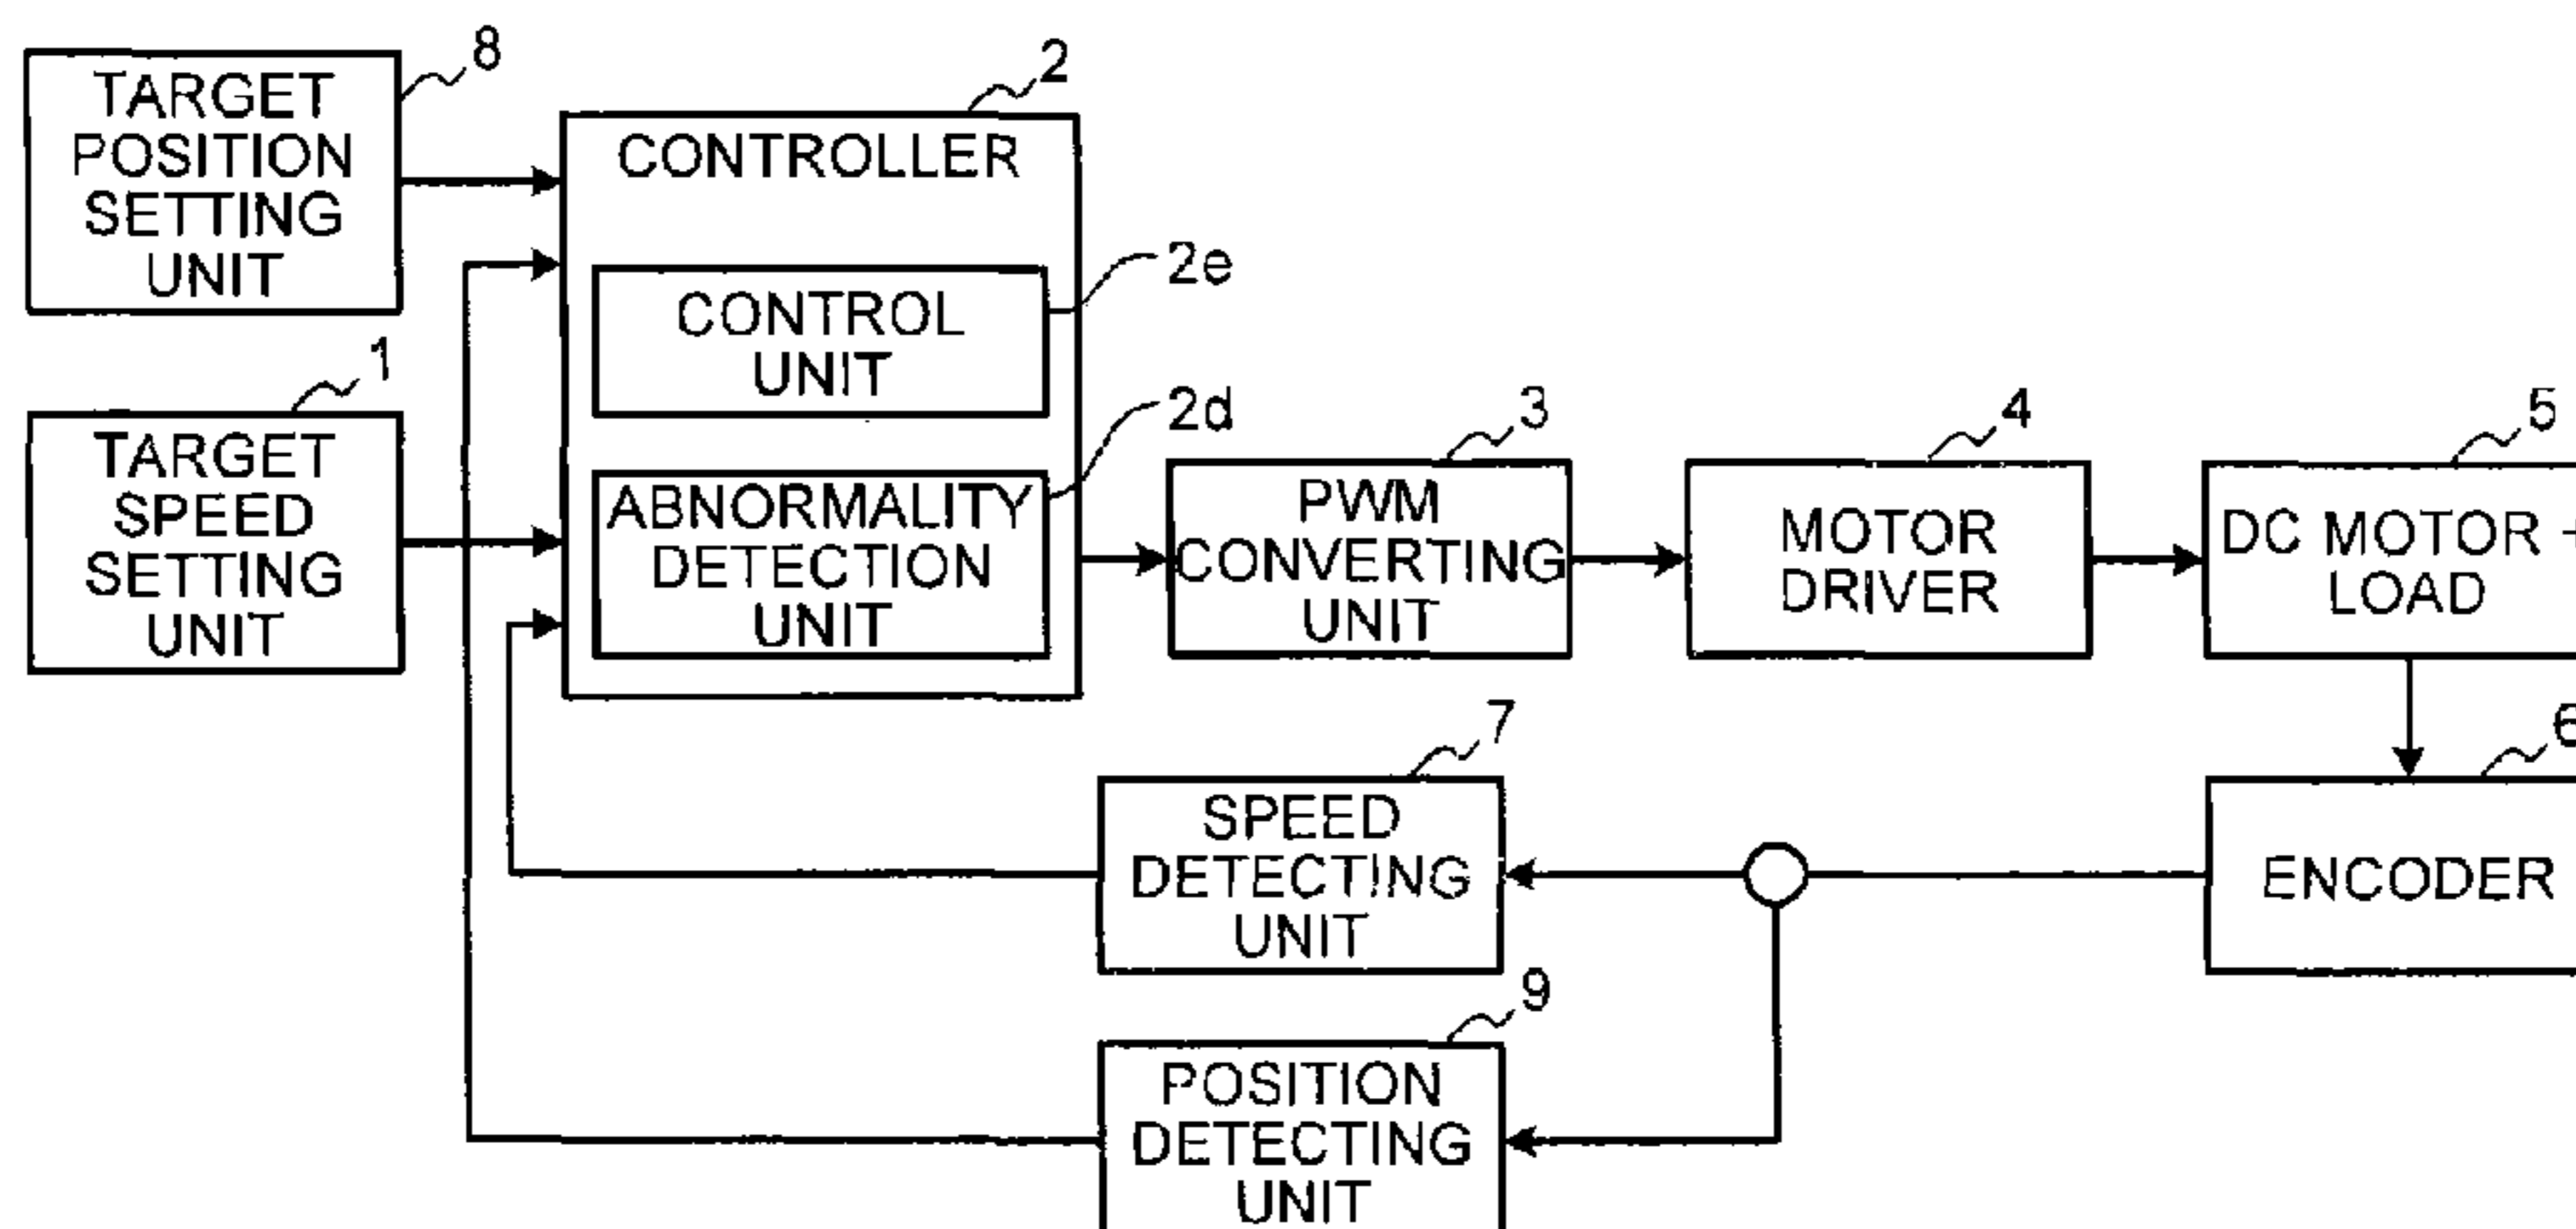 8
TARGET
POSITION
SETTING
UNIT
2
CONTROLLER
2e
CONTROL
UNIT
1
TARGET
SPEED
SETTING
UNIT
2d
ABNORMALITY
DETECTION
UNIT
3
PWM
CONVERTING
UNIT
4
MOTOR
DRIVER
5
DC MOTOR +
LOAD
7
SPEED
DETECTING
UNIT
6
ENCODER
9
POSITION
DETECTING
UNIT